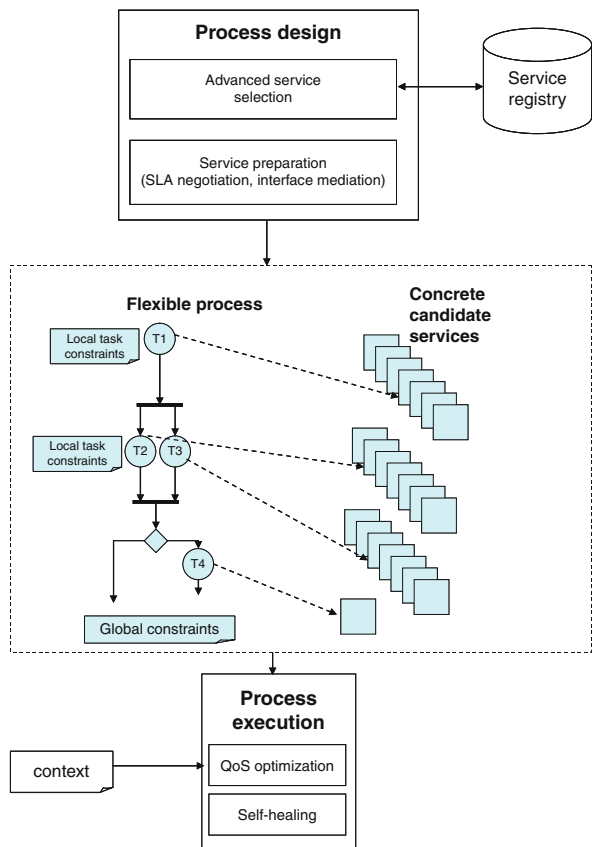 Process design
Advanced service
selection
Service
registry
Service preparation
(SLA negotiation, interface mediation)
Flexible process
Concrete
candidate
services
Local task
constraints
T1
Local task
constraints
T2
T3
T4
Global constraints
Process
execution
context
QoS optimization
Self-healing